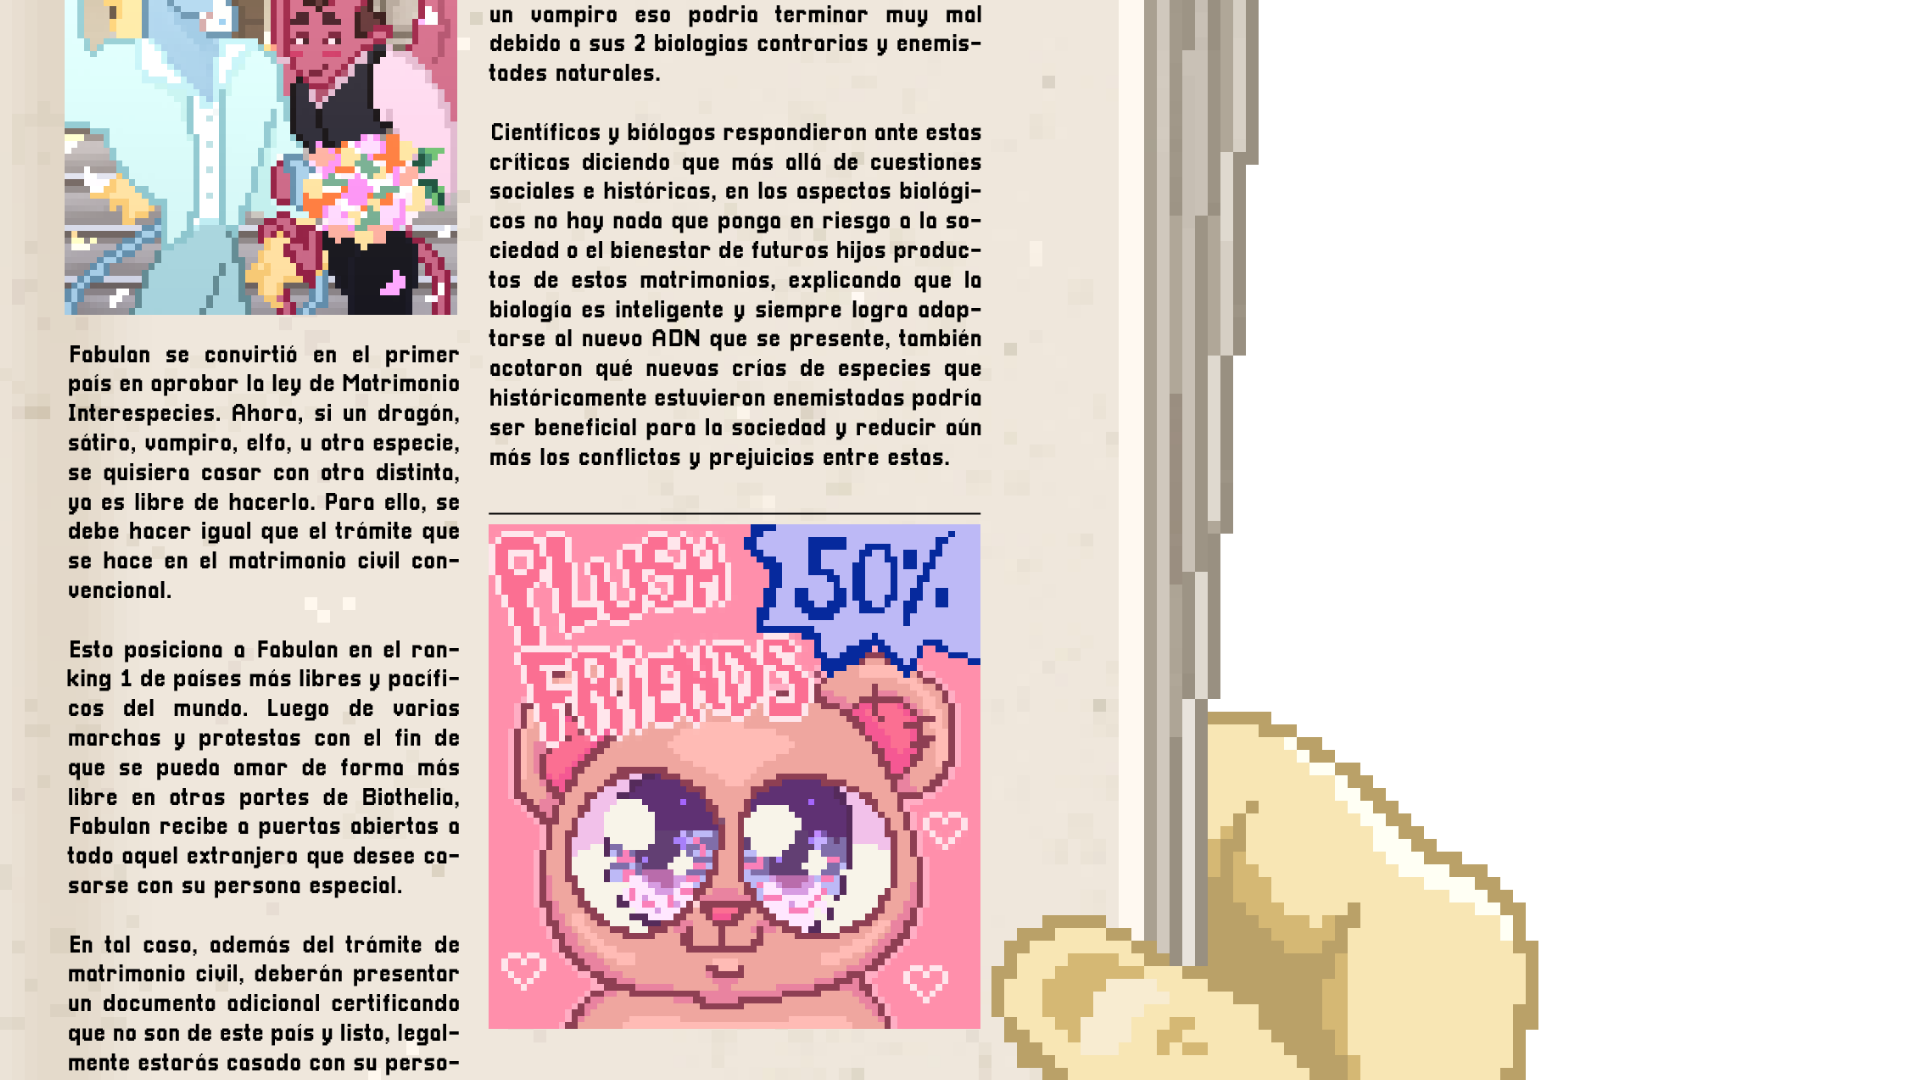 Fabulan se convirtió en el primer
país en aprobar la ley de Matrimonio
Interespecies. Ahora, si un dragón,
sátiro, vampiro, elfo, u otra especie,
se quisiera casar con otra distinta,
ya es libre de hacerlo. Para ello, se
debe hacer igual que el trámite que
se hace en el matrimonio civil con-
vencional.
Esto posiciona a Fabulan en el ran-
king 1 de países más libres y pacífi-
cos del mundo. Luego de varias
marchas y protestas con el fin de
que se pueda amar de forma más
libre en otras partes de Biothelia,
Fabulan recibe a puertas abiertas a
todo aquel extranjero que desee ca-
sarse con su persona especial.
En tal caso, además del trámite de
matrimonio civil, deberán presentar
un documento adicional certificando
que no son de este país y listo, legal-
mente estarás casado con su perso-
un vampiro eso podria terminar muy mal
debido a sus 2 biologias contrarias y enemis-
tades naturales.
Científicos y biólogos respondieron ante estas
críticas diciendo que más allá de cuestiones
sociales e históricas, en los aspectos biológi-
cos no hay nada que ponga en riesgo a la so-
ciedad o el bienestar de futuros hijos produc-
tos de estos matrimonios, explicando que la
biología es inteligente y siempre logra adap-
tarse al nuevo ADN que se presente, también
acotaron qué nuevas crías de especies que
históricamente estuvieron enemistadas podría
ser beneficial para la sociedad y reducir aún
más los conflictos y prejuicios entre estas.
PLUSH
50%
FRIENDS